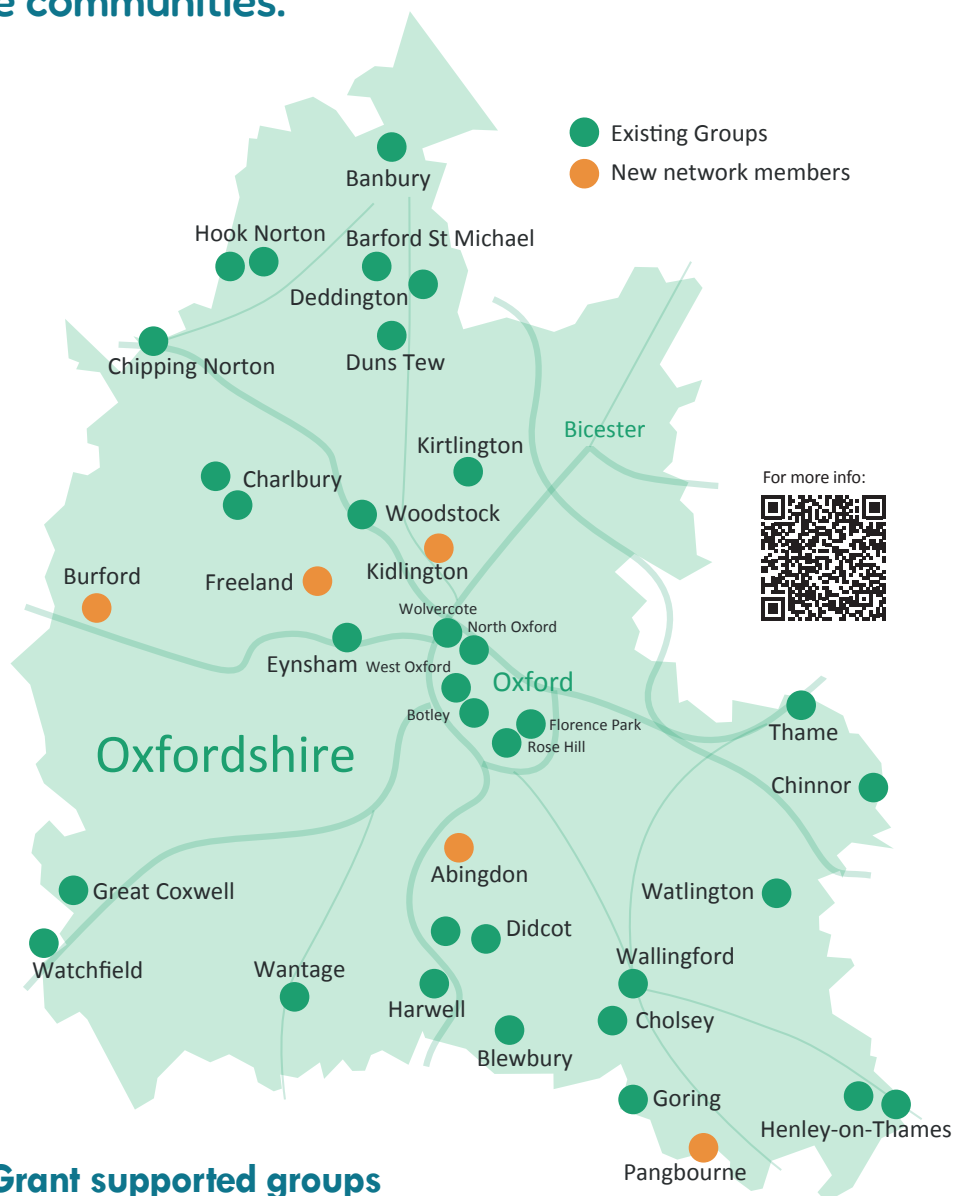 e communities.
Existing Groups
New network members
Banbury
Hook Norton
Barford St Michael
Deddington
Duns Tew
Chipping Norton
Bicester
Kirtlington
Charlbury
Woodstock
For more info:
Kidlington
Burford
Freeland
Wolvercote
North Oxford
Eynsham
West Oxford
Oxford
Botley
Florence Park
Rose Hill
Oxfordshire
Thame
Chinnor
Abingdon
Great Coxwell
Watlington
Didcot
Watchfield
Wantage
Wallingford
Harwell
Cholsey
Blewbury
Goring
Henley-on-Thames
Pangbourne
Grant supported groups